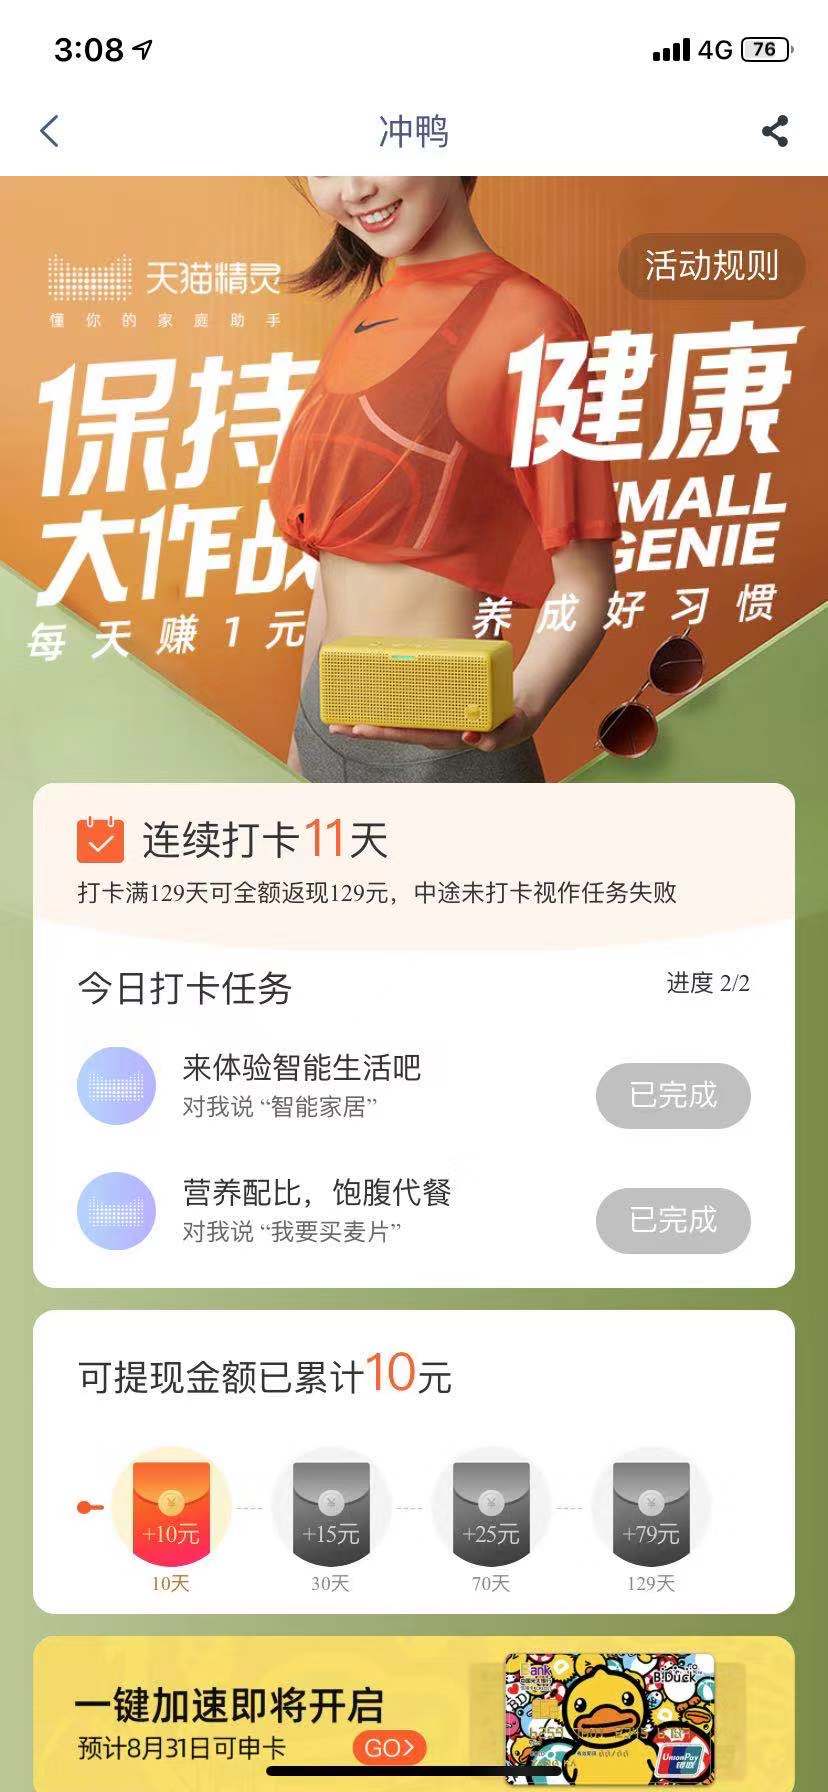 3:08
4G 76
冲鸭
天猫精灵
懂你的家庭助手
活动规则
保持
健康
大作战
SMALL
GENIE
每天赚1元
养成好习惯
连续打卡11天
打卡满129天可全额返现129元，中途未打卡视作任务失败
今日打卡任务
进度 2/2
来体验智能生活吧
对我说 “智能家居”
已完成
营养配比，饱腹代餐
对我说 “我要买麦片”
已完成
可提现金额已累计10元
+10元
+15元
+25元
+79元
10天
30天
70天
129天
一键加速即将开启
预计8月31日可申卡
GO>
Bank
B.Duck
UnionPay
银联